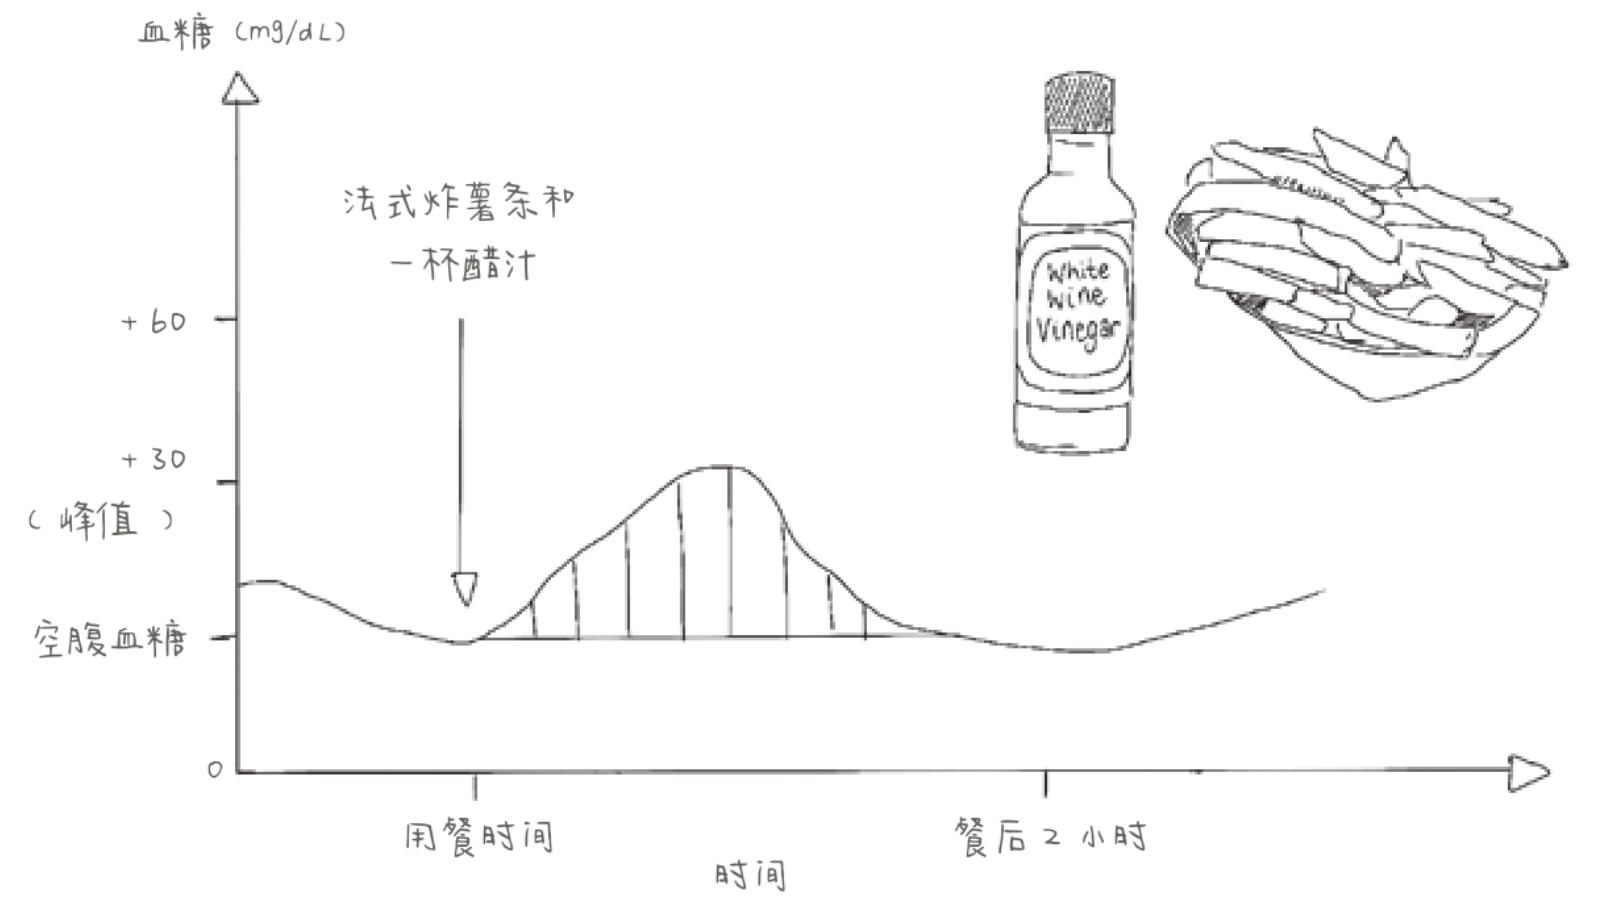 血糖 (mg/dL)
法式炸薯条和
一杯醋汁
White
Wine
Vinegar
+60
+30
(峰值)
空腹血糖
0
用餐时间
餐后2小时
时间